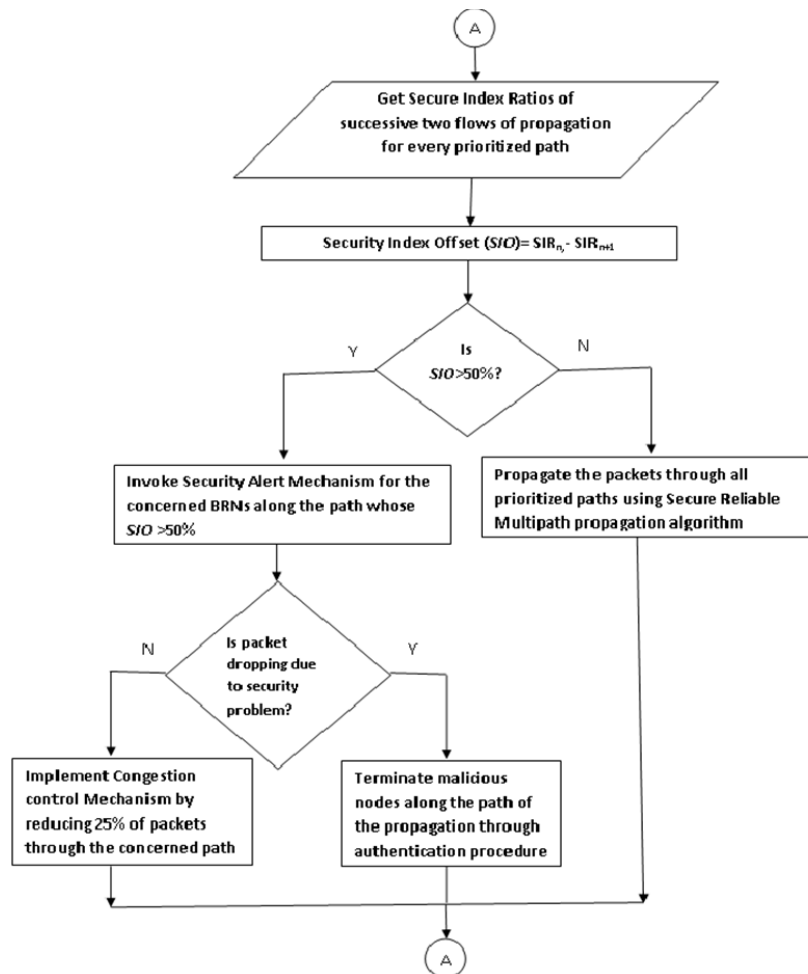 A
Get Secure Index Ratios of
successive two flows of propagation
for every prioritized path
Security Index Offset (SIO)= SIRn,- SIRn+1
Y
Is
SIO>50%?
N
Invoke Security Alert Mechanism for the
concerned BRNs along the path whose
SIO >50%
Propagate the packets through all
prioritized paths using Secure Reliable
Multipath propagation algorithm
N
Is packet
dropping due
to security
problem?
Y
Implement Congestion
control Mechanism by
reducing 25% of packets
through the concerned path
Terminate malicious
nodes along the path of
the propagation through
authentication procedure
A